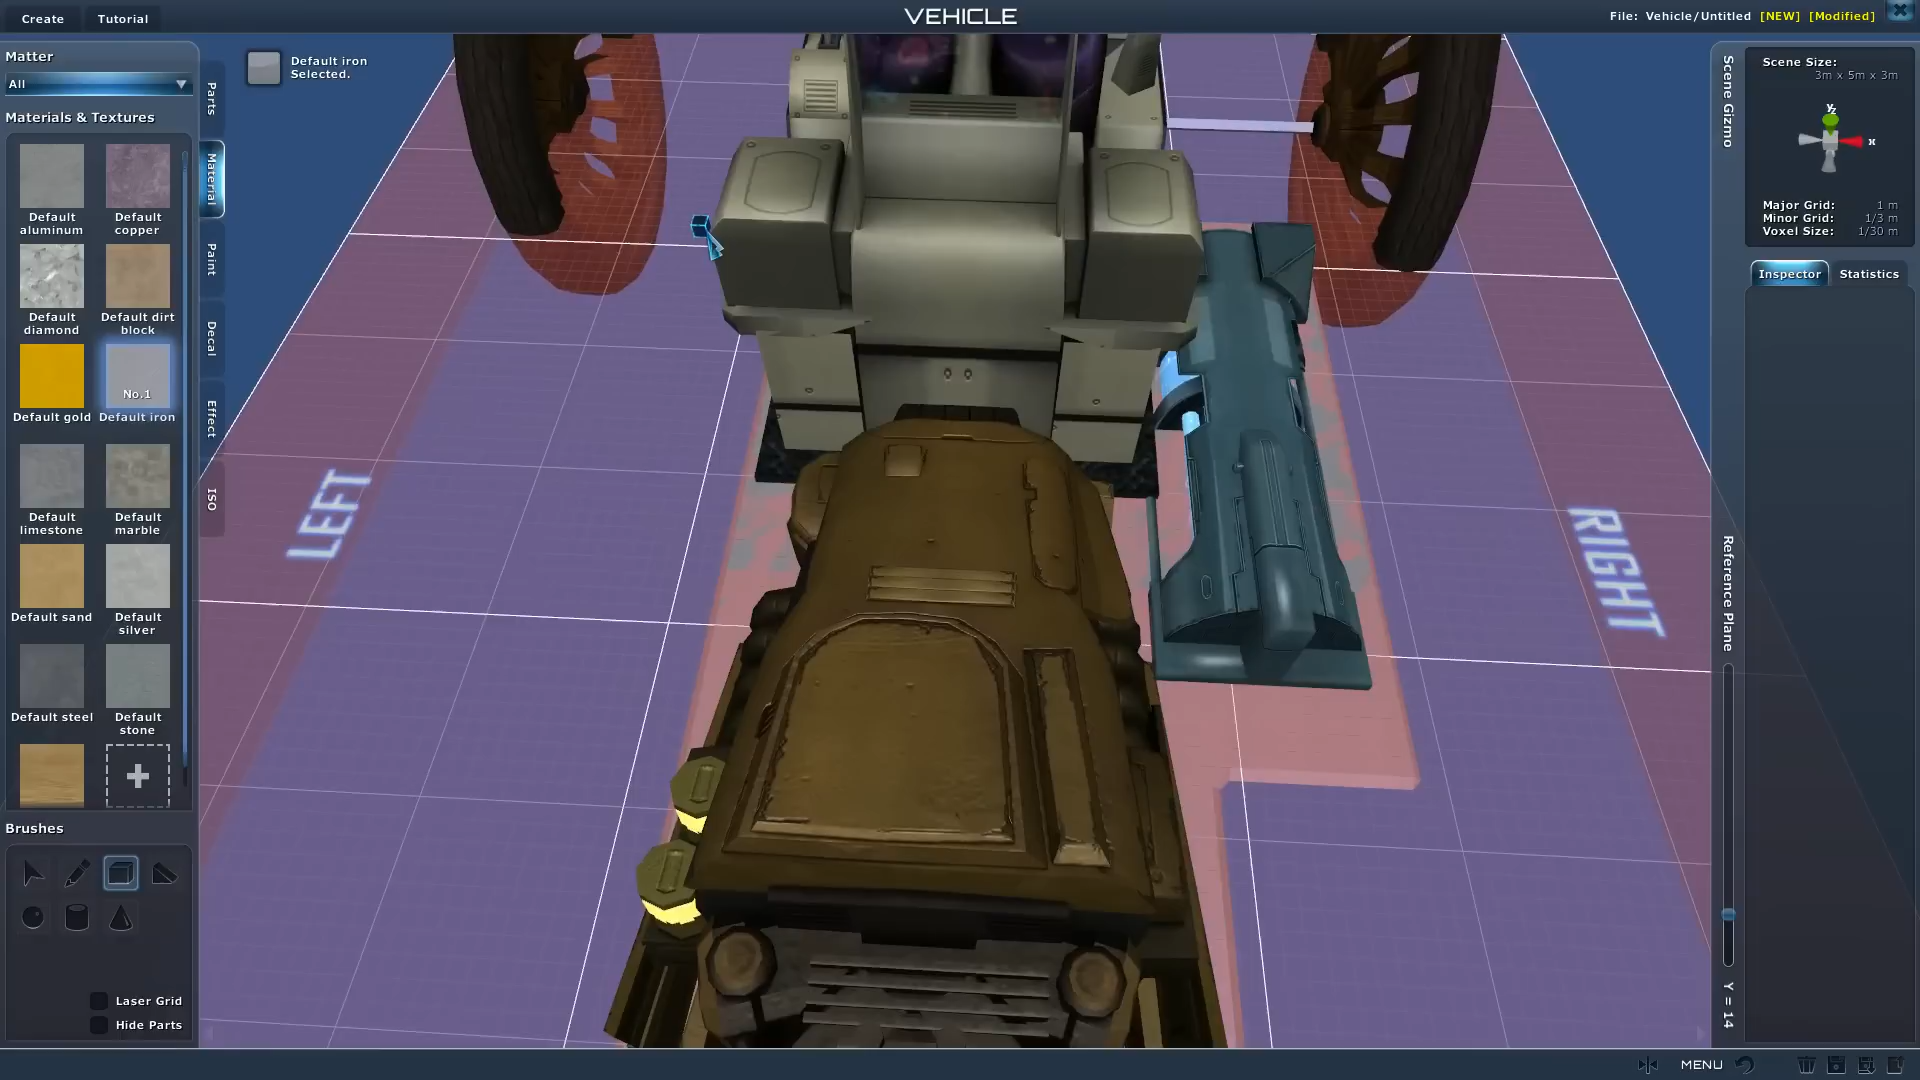 Create
Tutorial
VEHICLE
File: Vehicle/Untitled [NEW] [Modified]
Matter
All
Materials & Textures
Default aluminum
Default copper
Default diamond
Default dirt block
Default gold
No.1
Default iron
Default limestone
Default marble
Default sand
Default silver
Default steel
Default stone
Brushes
Laser Grid
Hide Parts
Parts
Material
Paint
Decal
Effect
ISO
Default iron
Selected.
LEFT
RIGHT
Scene Gizmo
Scene Size:
3m x 5m x 3m
y
z
x
Major Grid: 1 m
Minor Grid: 1/3 m
Voxel Size: 1/30 m
Inspector
Statistics
Reference Plane
Y = 14
MENU